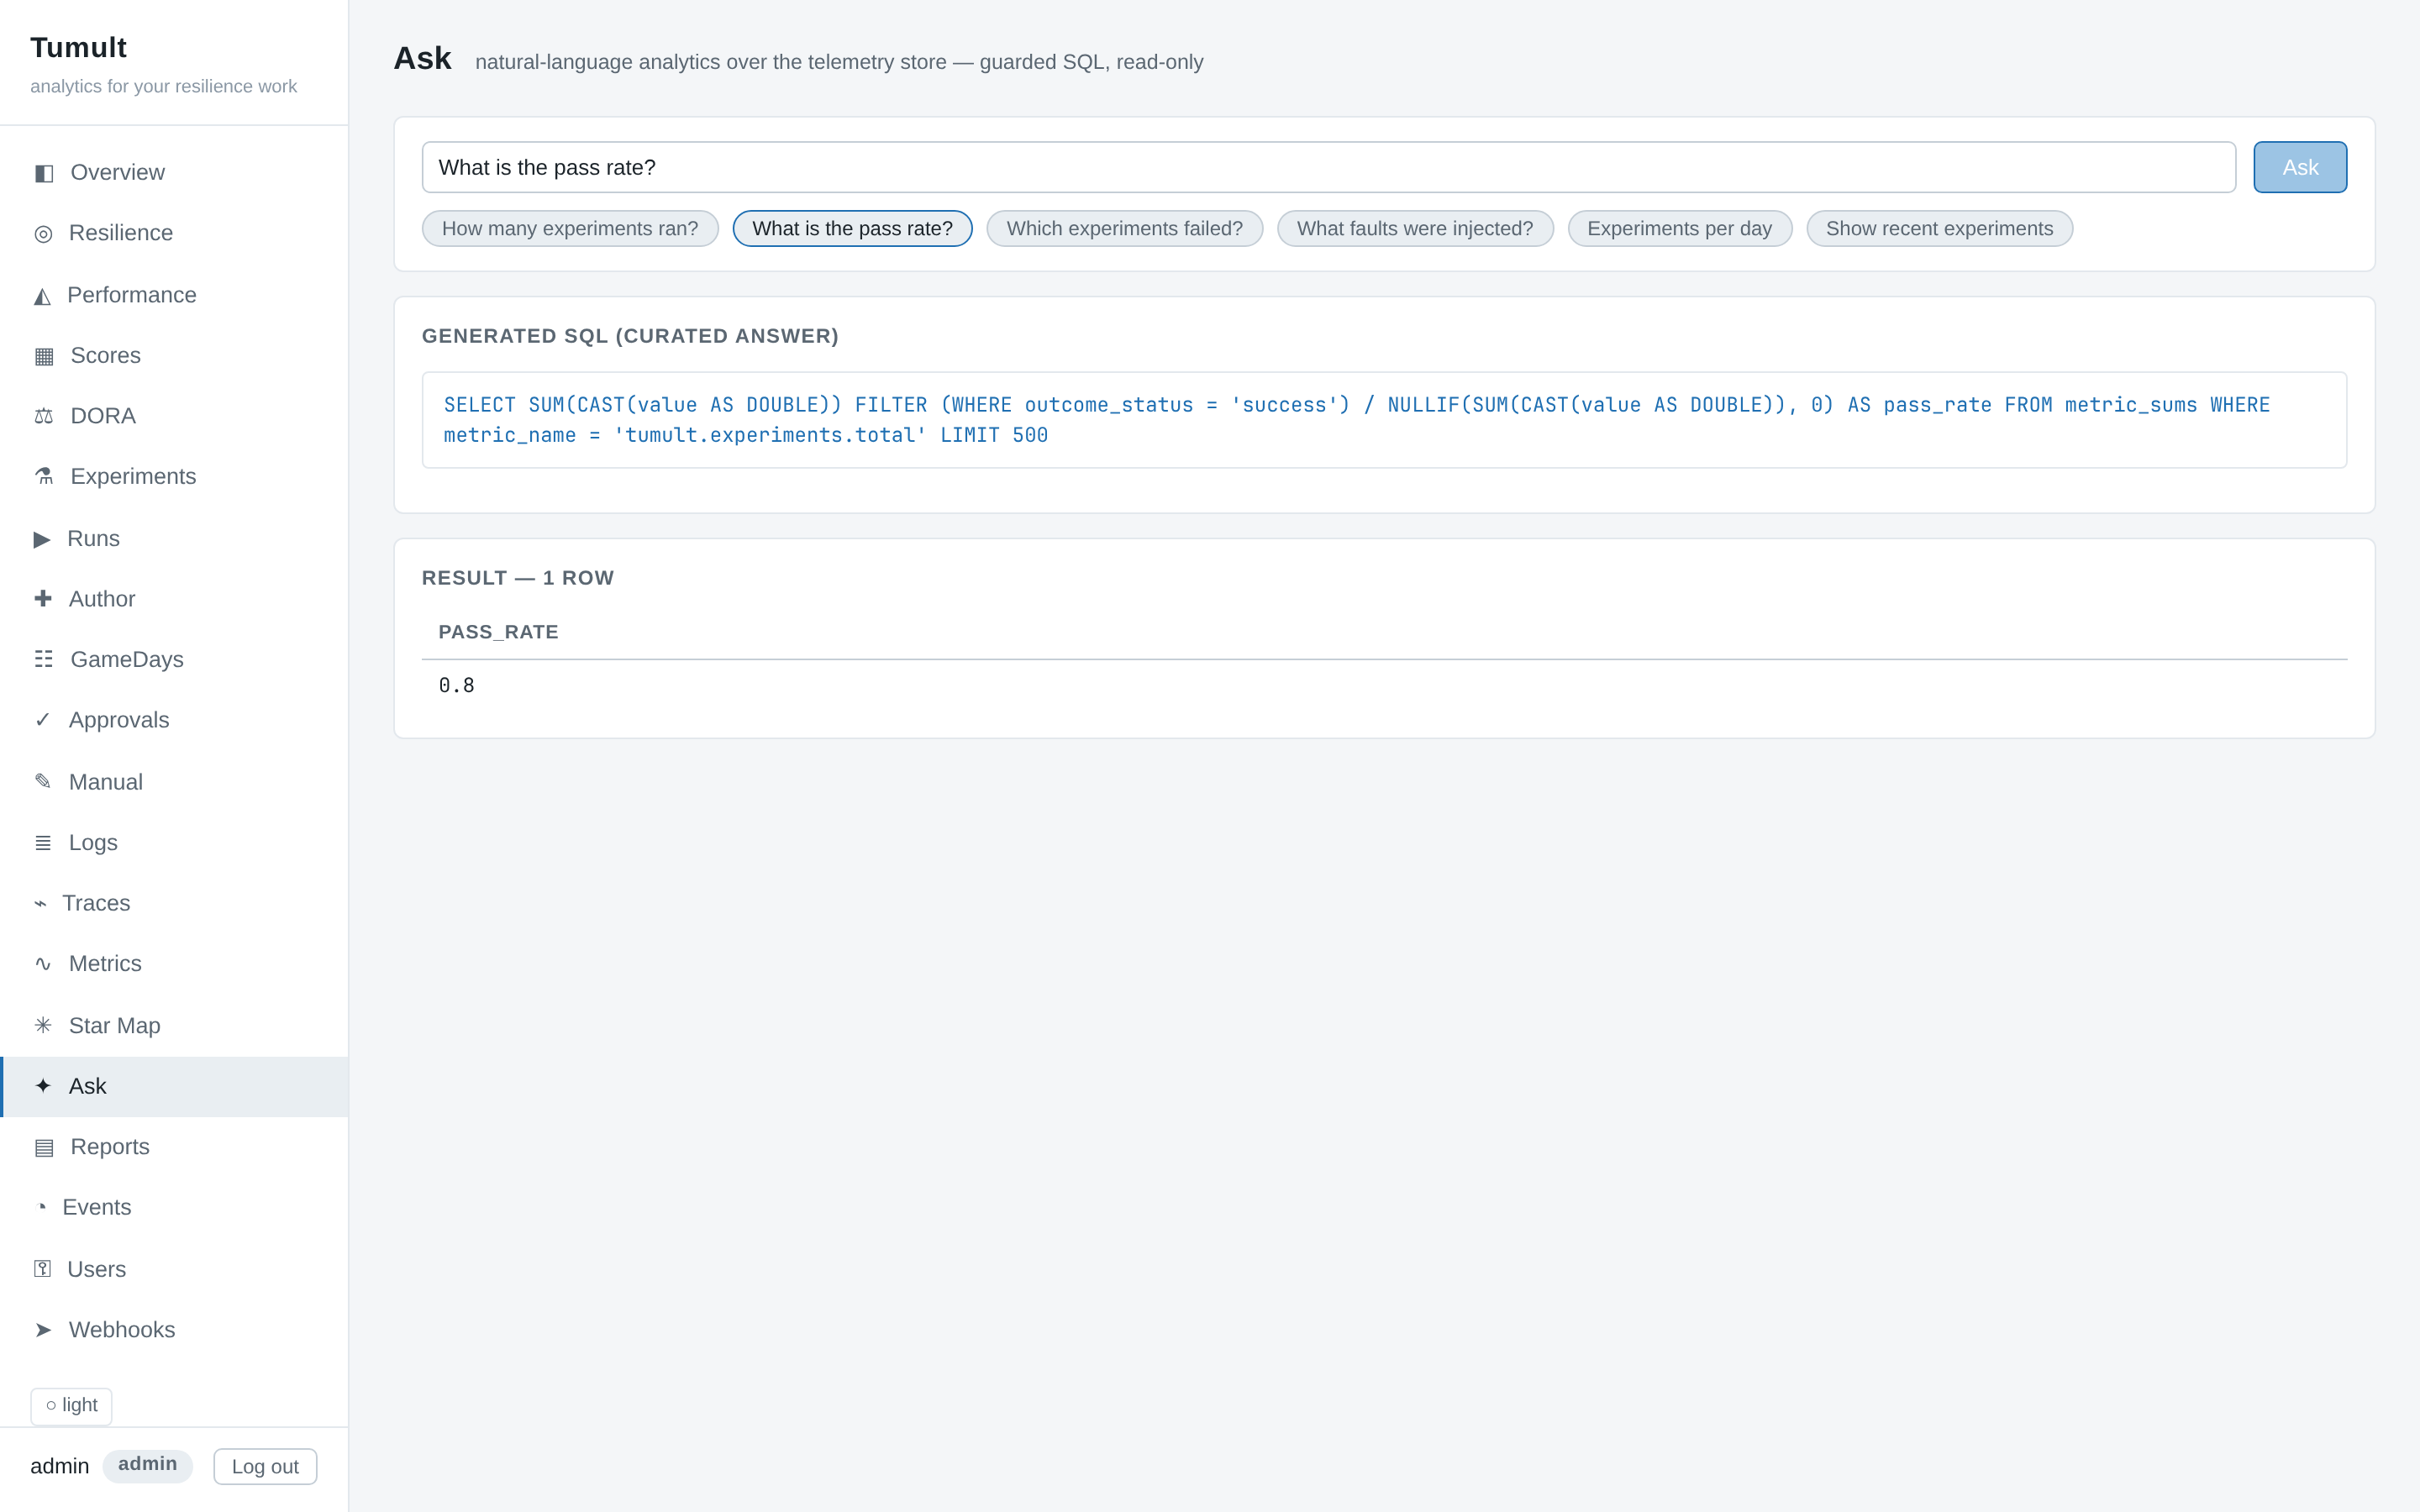 Tumult
analytics for your resilience work
Overview
Resilience
Performance
Scores
DORA
Experiments
Runs
Author
GameDays
Approvals
Manual
Logs
Traces
Metrics
Star Map
Ask
Reports
Events
Users
Webhooks
light
admin admin Log out
Ask natural-language analytics over the telemetry store — guarded SQL, read-only
What is the pass rate? Ask
How many experiments ran? What is the pass rate? Which experiments failed? What faults were injected? Experiments per day Show recent experiments
GENERATED SQL (CURATED ANSWER)
SELECT SUM(CAST(value AS DOUBLE)) FILTER (WHERE outcome_status = 'success') / NULLIF(SUM(CAST(value AS DOUBLE)), 0) AS pass_rate FROM metric_sums WHERE
metric_name = 'tumult.experiments.total' LIMIT 500
RESULT — 1 ROW
PASS_RATE
0.8